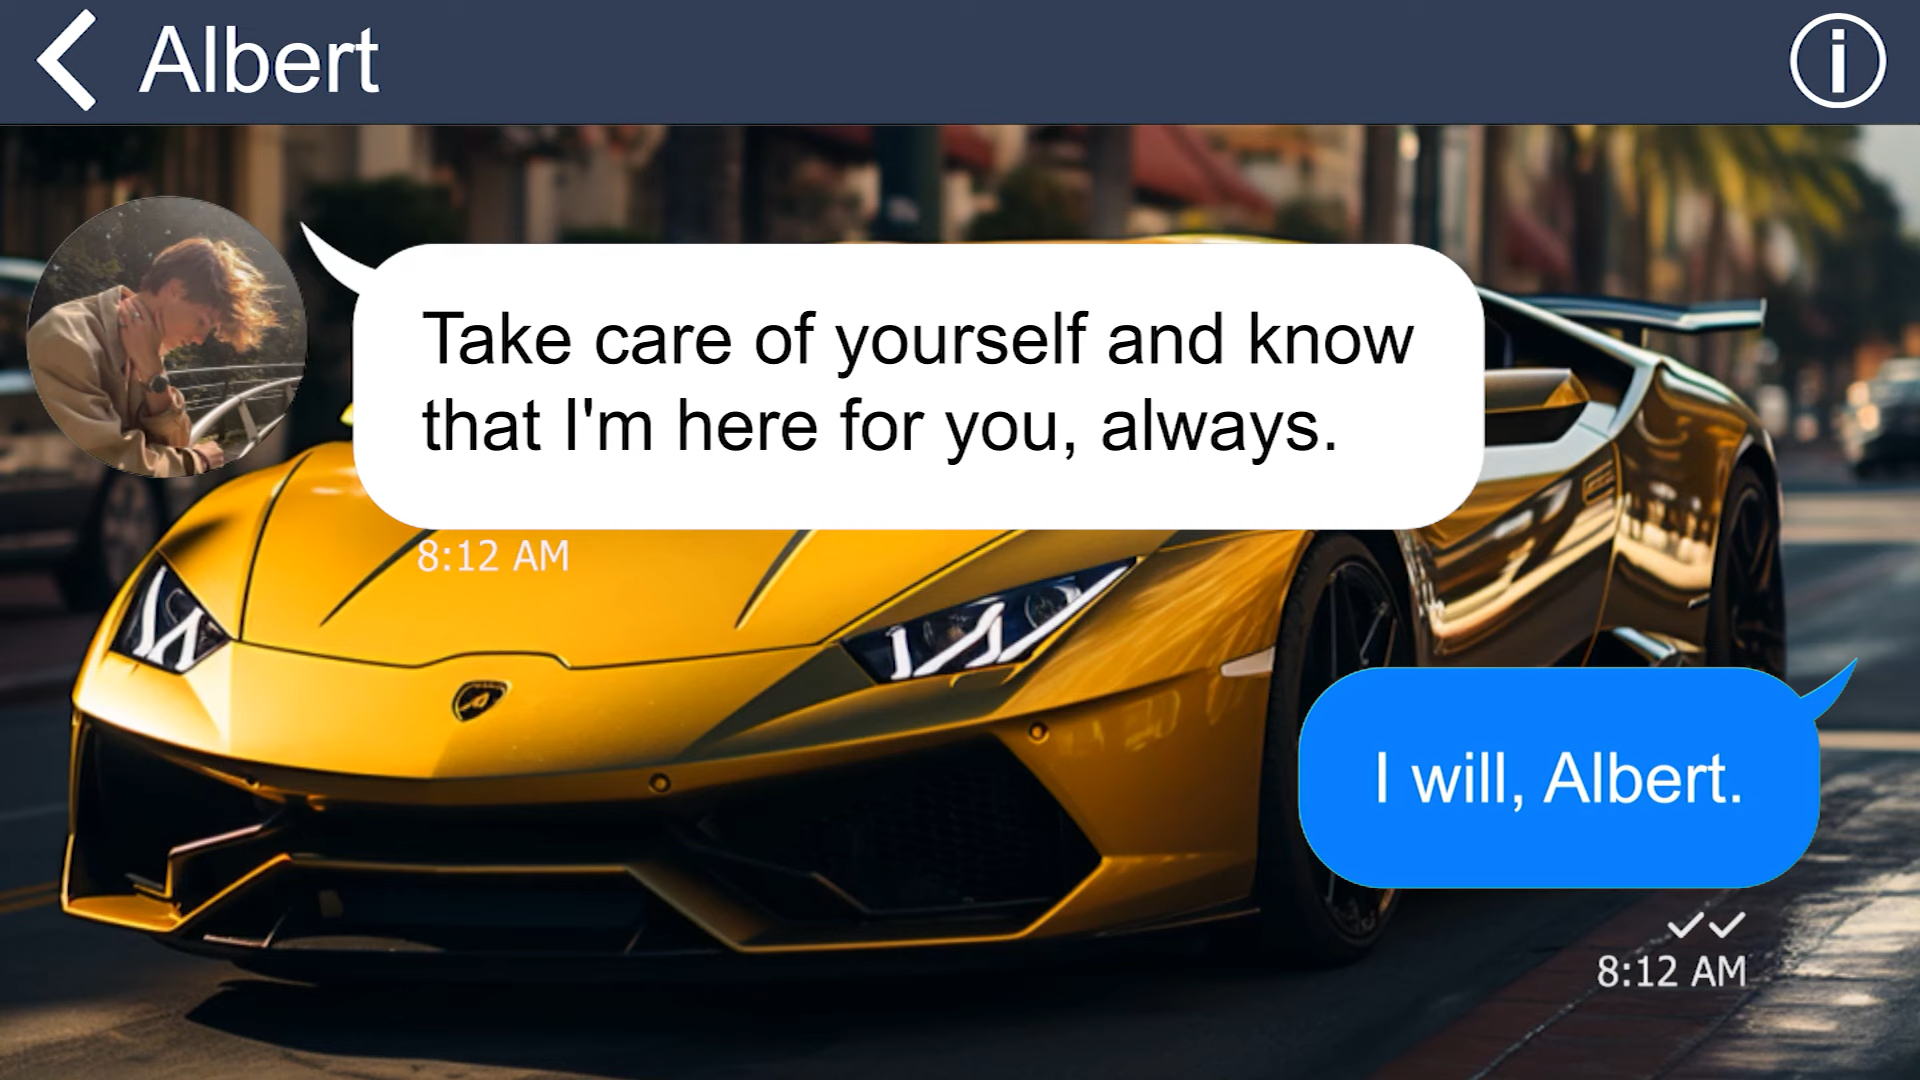 Albert
Take care of yourself and know
that I'm here for you, always.
8:12 AM
I will, Albert.
8:12 AM